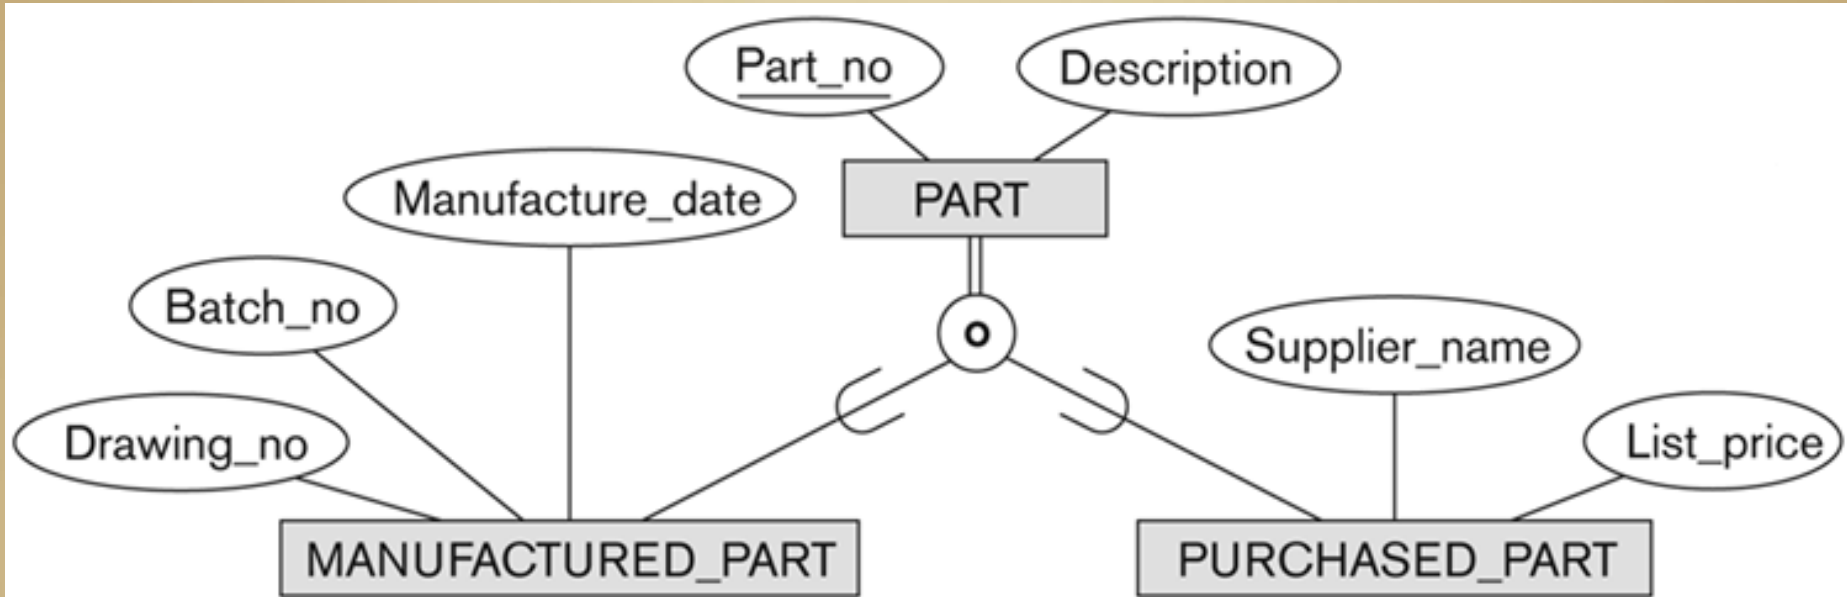 Part_no
Description
Manufacture_date
PART
Batch_no
o
Supplier_name
Drawing_no
List_price
MANUFACTURED_PART
PURCHASED_PART